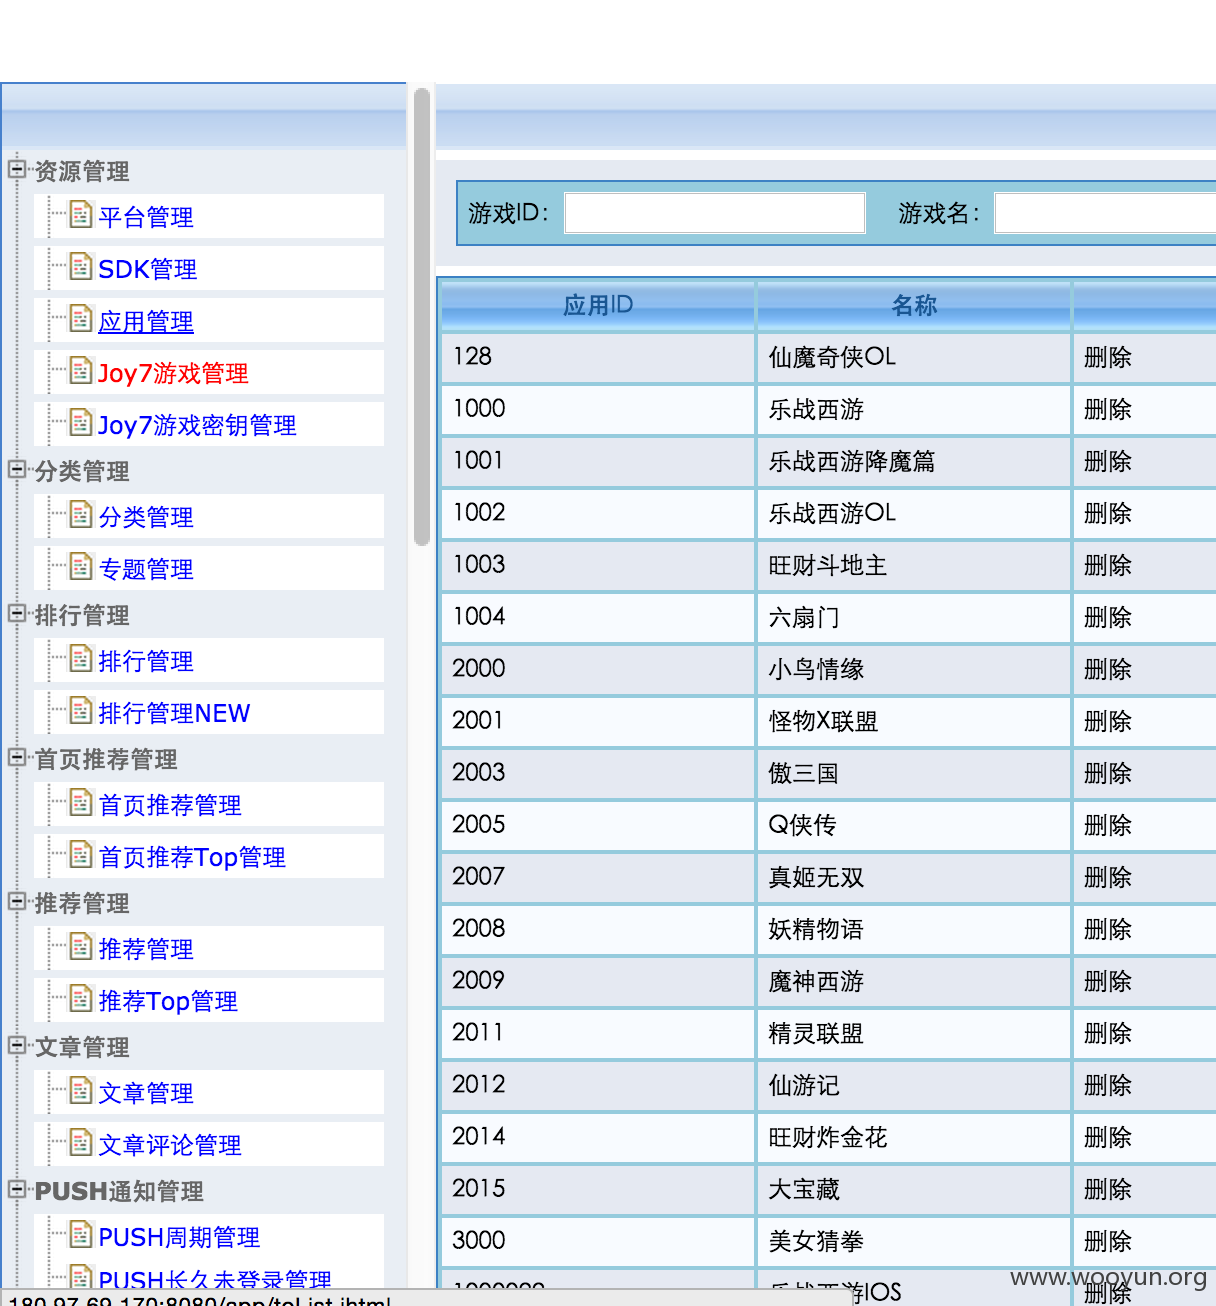 资源管理
平台管理
SDK管理
应用管理
Joy7游戏管理
Joy7游戏密钥管理
分类管理
分类管理
专题管理
排行管理
排行管理
排行管理NEW
首页推荐管理
首页推荐管理
首页推荐Top管理
推荐管理
推荐管理
推荐Top管理
文章管理
文章管理
文章评论管理
PUSH通知管理
PUSH周期管理
PUSH长久未登录管理
180.97.69.170:8080/app/toList.jhtml
游戏ID: 游戏名:
应用ID 名称
128 仙魔奇侠OL 删除
1000 乐战西游 删除
1001 乐战西游降魔篇 删除
1002 乐战西游OL 删除
1003 旺财斗地主 删除
1004 六扇门 删除
2000 小鸟情缘 删除
2001 怪物X联盟 删除
2003 傲三国 删除
2005 Q侠传 删除
2007 真姬无双 删除
2008 妖精物语 删除
2009 魔神西游 删除
2011 精灵联盟 删除
2012 仙游记 删除
2014 旺财炸金花 删除
2015 大宝藏 删除
3000 美女猜拳 删除
乐战西游IOS 删除
www.wooyun.org